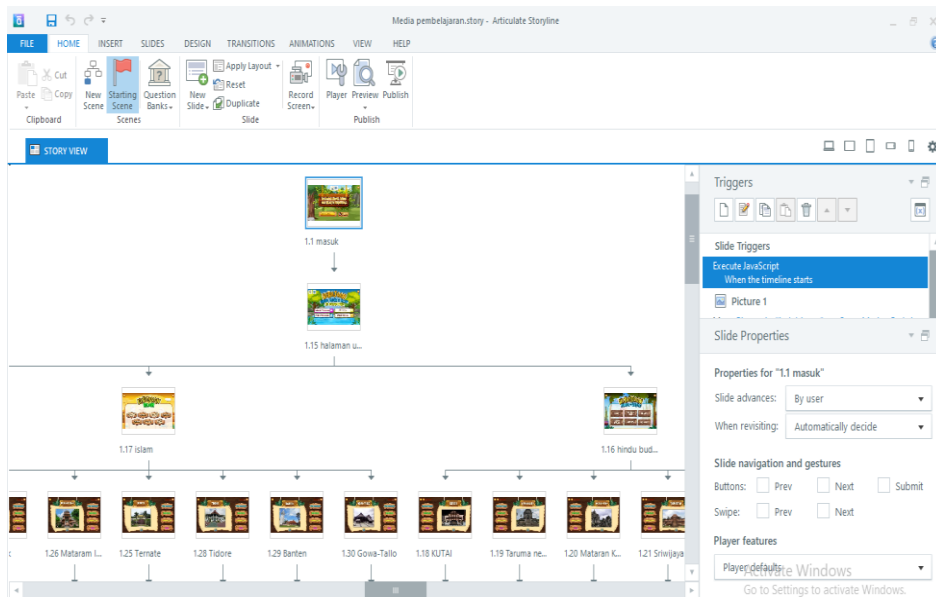 Media pembelajaran.story - Articulate Storyline
FILE HOME INSERT SLIDES DESIGN TRANSITIONS ANIMATIONS VIEW HELP
Paste Cut Copy
Clipboard
New Scene Starting Scene Question Banks
Scenes
New Slide Apply Layout Reset Duplicate
Slide
Record Screen
Player Preview Publish
Publish
STORY VIEW
1.1 masuk
1.15 halaman u...
1.17 islam
1.16 hindu bud...
1.26 Mataram I...
1.25 Ternate
1.28 Tidore
1.29 Banten
1.30 Gowa-Tallo
1.18 KUTAI
1.19 Taruma ne...
1.20 Mataran K...
1.21 Sriwijaya
Triggers
Slide Triggers
Execute JavaScript
When the timeline starts
Picture 1
Slide Properties
Properties for "1.1 masuk"
Slide advances: By user
When revisiting: Automatically decide
Slide navigation and gestures
Buttons: Prev Next Submit
Swipe: Prev Next
Player features
Player defaults
Activate Windows
Go to Settings to activate Windows.